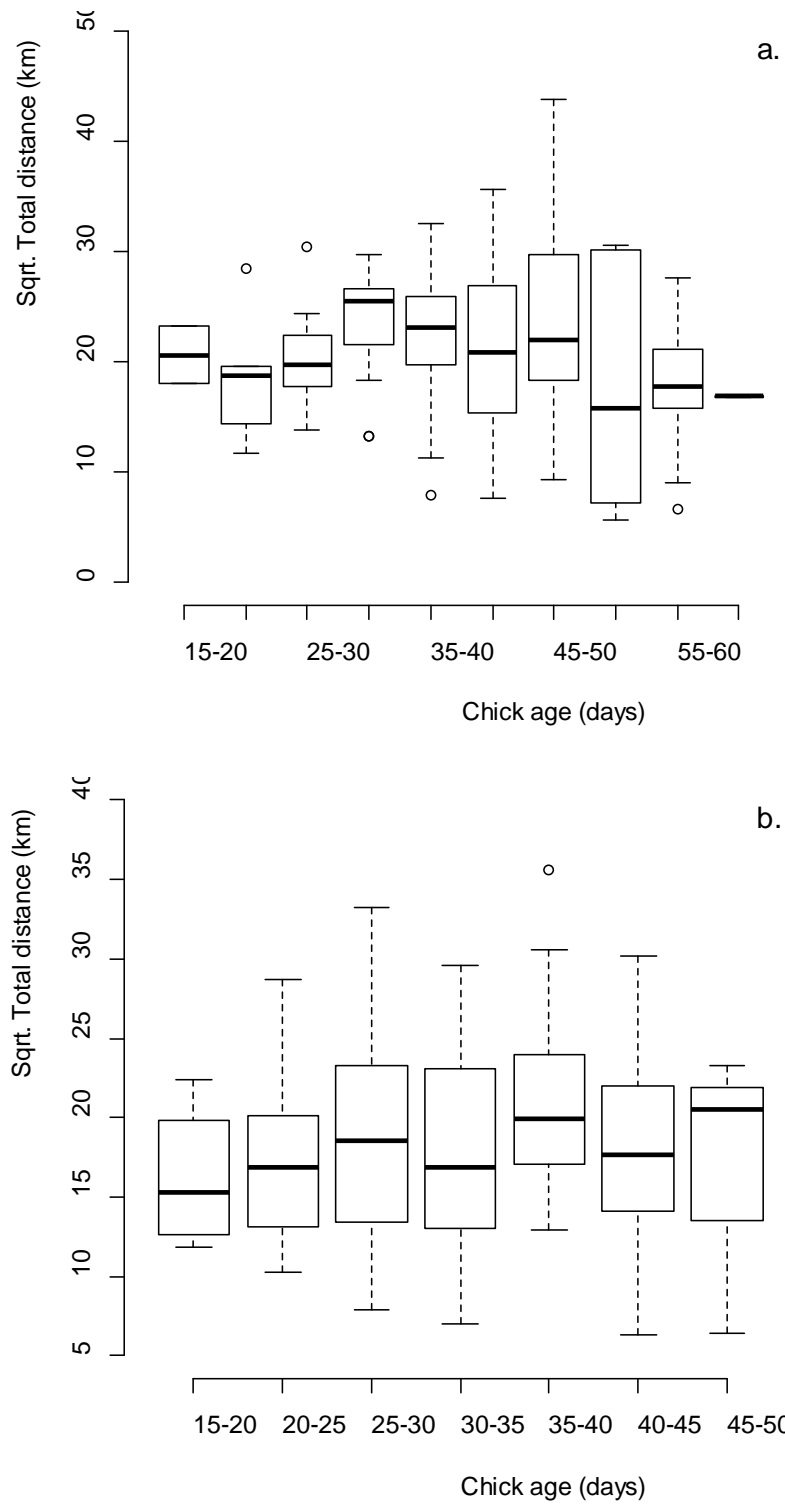 a.
Sqrt. Total distance (km)
50
40
30
20
10
0
15-20 25-30 35-40 45-50 55-60
Chick age (days)
b.
Sqrt. Total distance (km)
40
35
30
25
20
15
10
5
15-20 20-25 25-30 30-35 35-40 40-45 45-50
Chick age (days)